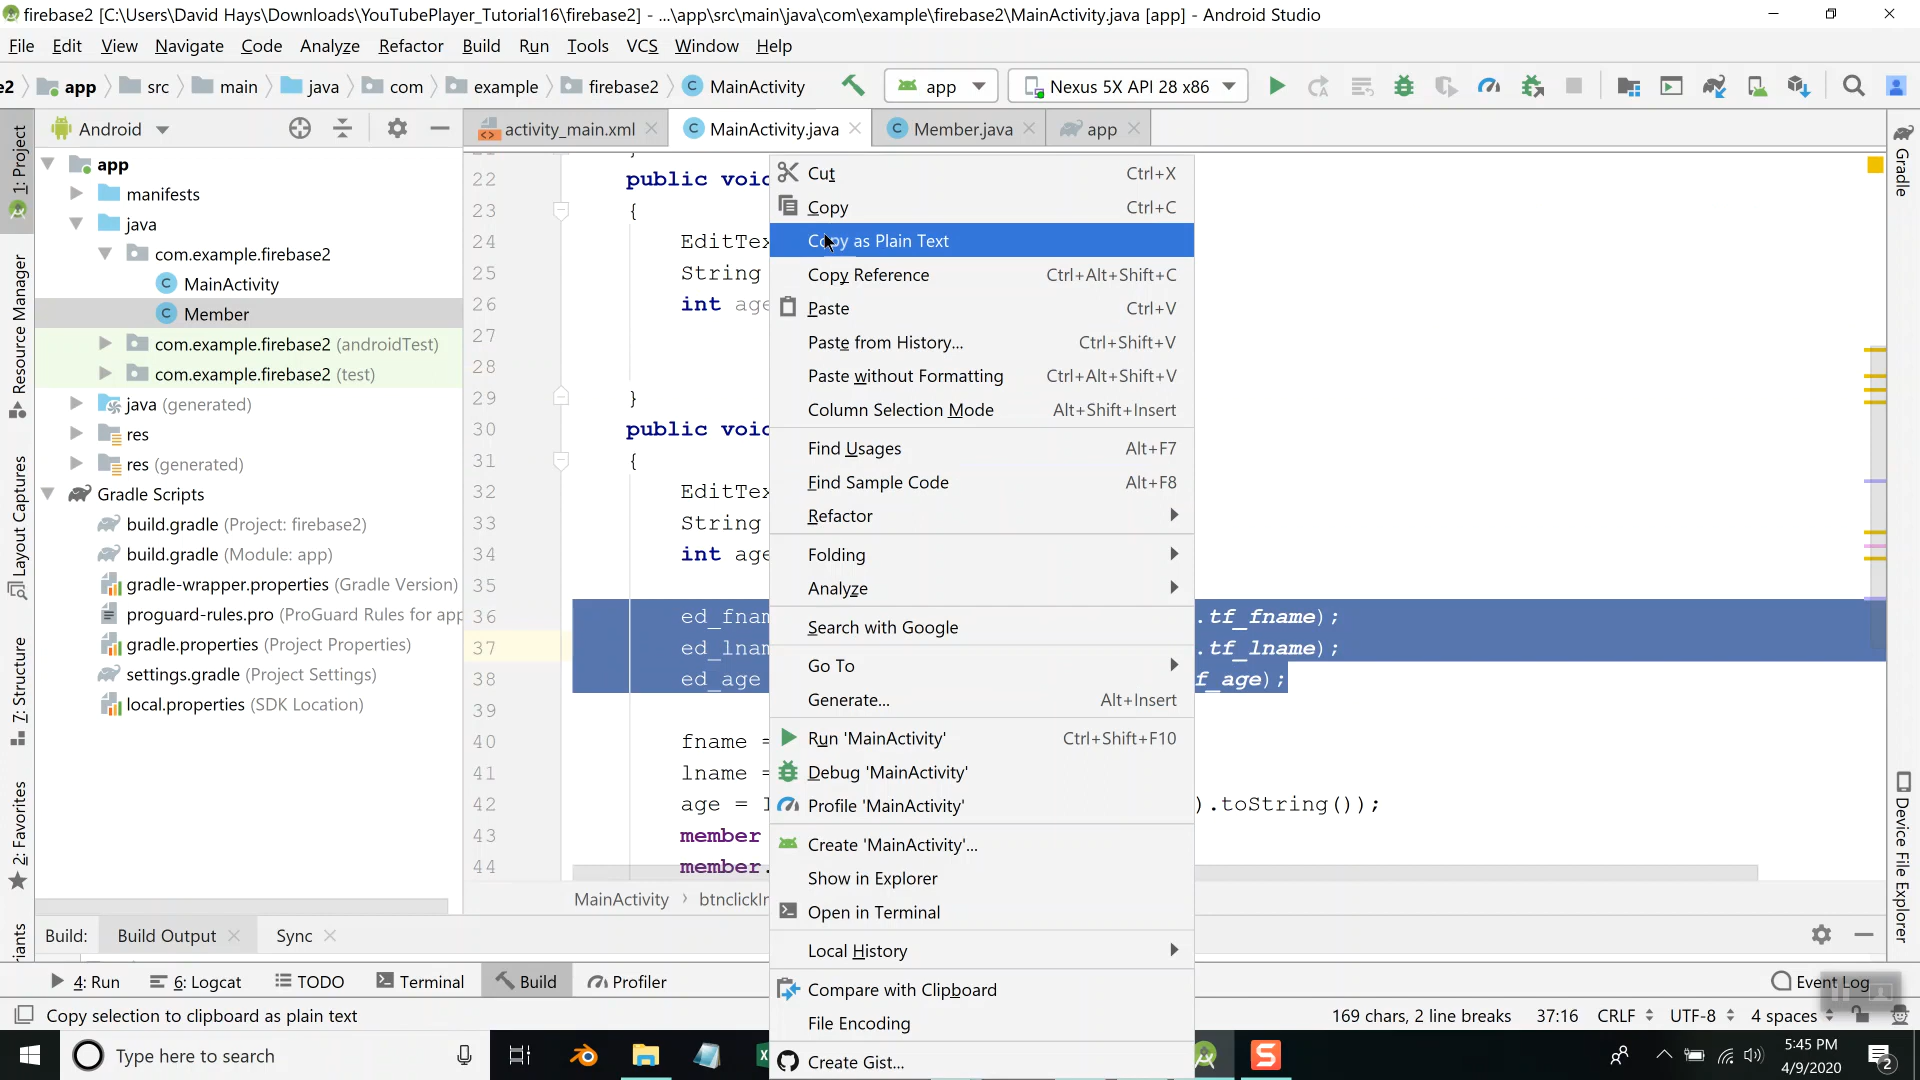 firebase2 [C:\Users\David Hays\Downloads\YouTubePlayer_Tutorial16\firebase2] - ...\app\src\main\java\com\example\firebase2\MainActivity.java [app] - Android Studio
File Edit View Navigate Code Analyze Refactor Build Run Tools VCS Window Help
e2 app src main java com example firebase2 MainActivity app Nexus 5X API 28 x86
Android activity_main.xml MainActivity.java Member.java app
1: Project
Resource Manager
Layout Captures
7: Structure
2: Favorites
iants
app
manifests
java
com.example.firebase2
MainActivity
Member
com.example.firebase2 (androidTest)
com.example.firebase2 (test)
java (generated)
res
res (generated)
Gradle Scripts
build.gradle (Project: firebase2)
build.gradle (Module: app)
gradle-wrapper.properties (Gradle Version)
proguard-rules.pro (ProGuard Rules for app
gradle.properties (Project Properties)
settings.gradle (Project Settings)
local.properties (SDK Location)
22 public voic
23 {
24 EditTex
25 String
26 int age
27
28
29 }
30 public voic
31 {
32 EditTex
33 String
34 int age
35
36 ed_fnam .tf_fname);
37 ed_lnam .tf_lname);
38 ed_age f_age);
39
40 fname =
41 lname =
42 age = I ).toString());
43 member
44 member.
MainActivity › btnclickIn
Cut Ctrl+X
Copy Ctrl+C
Copy as Plain Text
Copy Reference Ctrl+Alt+Shift+C
Paste Ctrl+V
Paste from History... Ctrl+Shift+V
Paste without Formatting Ctrl+Alt+Shift+V
Column Selection Mode Alt+Shift+Insert
Find Usages Alt+F7
Find Sample Code Alt+F8
Refactor
Folding
Analyze
Search with Google
Go To
Generate... Alt+Insert
Run 'MainActivity' Ctrl+Shift+F10
Debug 'MainActivity'
Profile 'MainActivity'
Create 'MainActivity'...
Show in Explorer
Open in Terminal
Local History
Compare with Clipboard
File Encoding
Create Gist...
Gradle
Device File Explorer
Build: Build Output Sync
4: Run 6: Logcat TODO Terminal Build Profiler Event Log
Copy selection to clipboard as plain text 169 chars, 2 line breaks 37:16 CRLF UTF-8 4 spaces
Type here to search
5:45 PM
4/9/2020
2